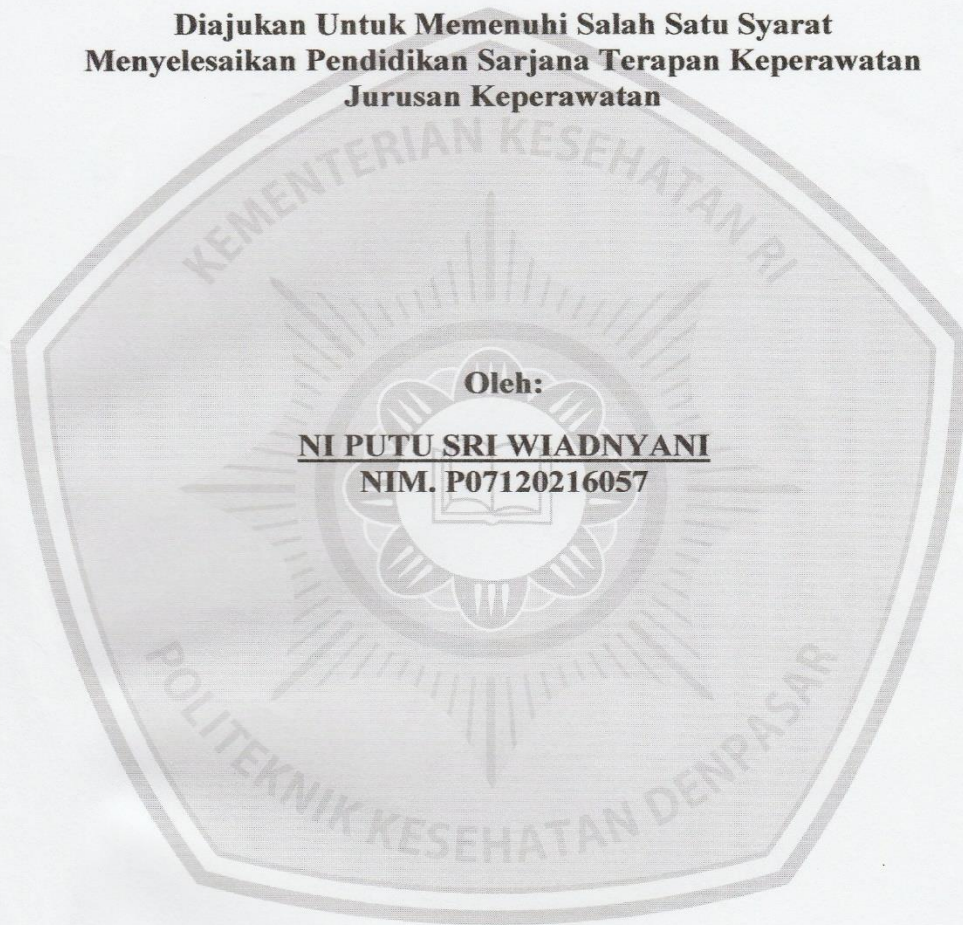 Diajukan Untuk Memenuhi Salah Satu Syarat
Menyelesaikan Pendidikan Sarjana Terapan Keperawatan
Jurusan Keperawatan
KEMENTERIAN KESEHATAN RI
Oleh:
NI PUTU SRI WIADNYANI
NIM. P07120216057
POLITEKNIK KESEHATAN DENPASAR